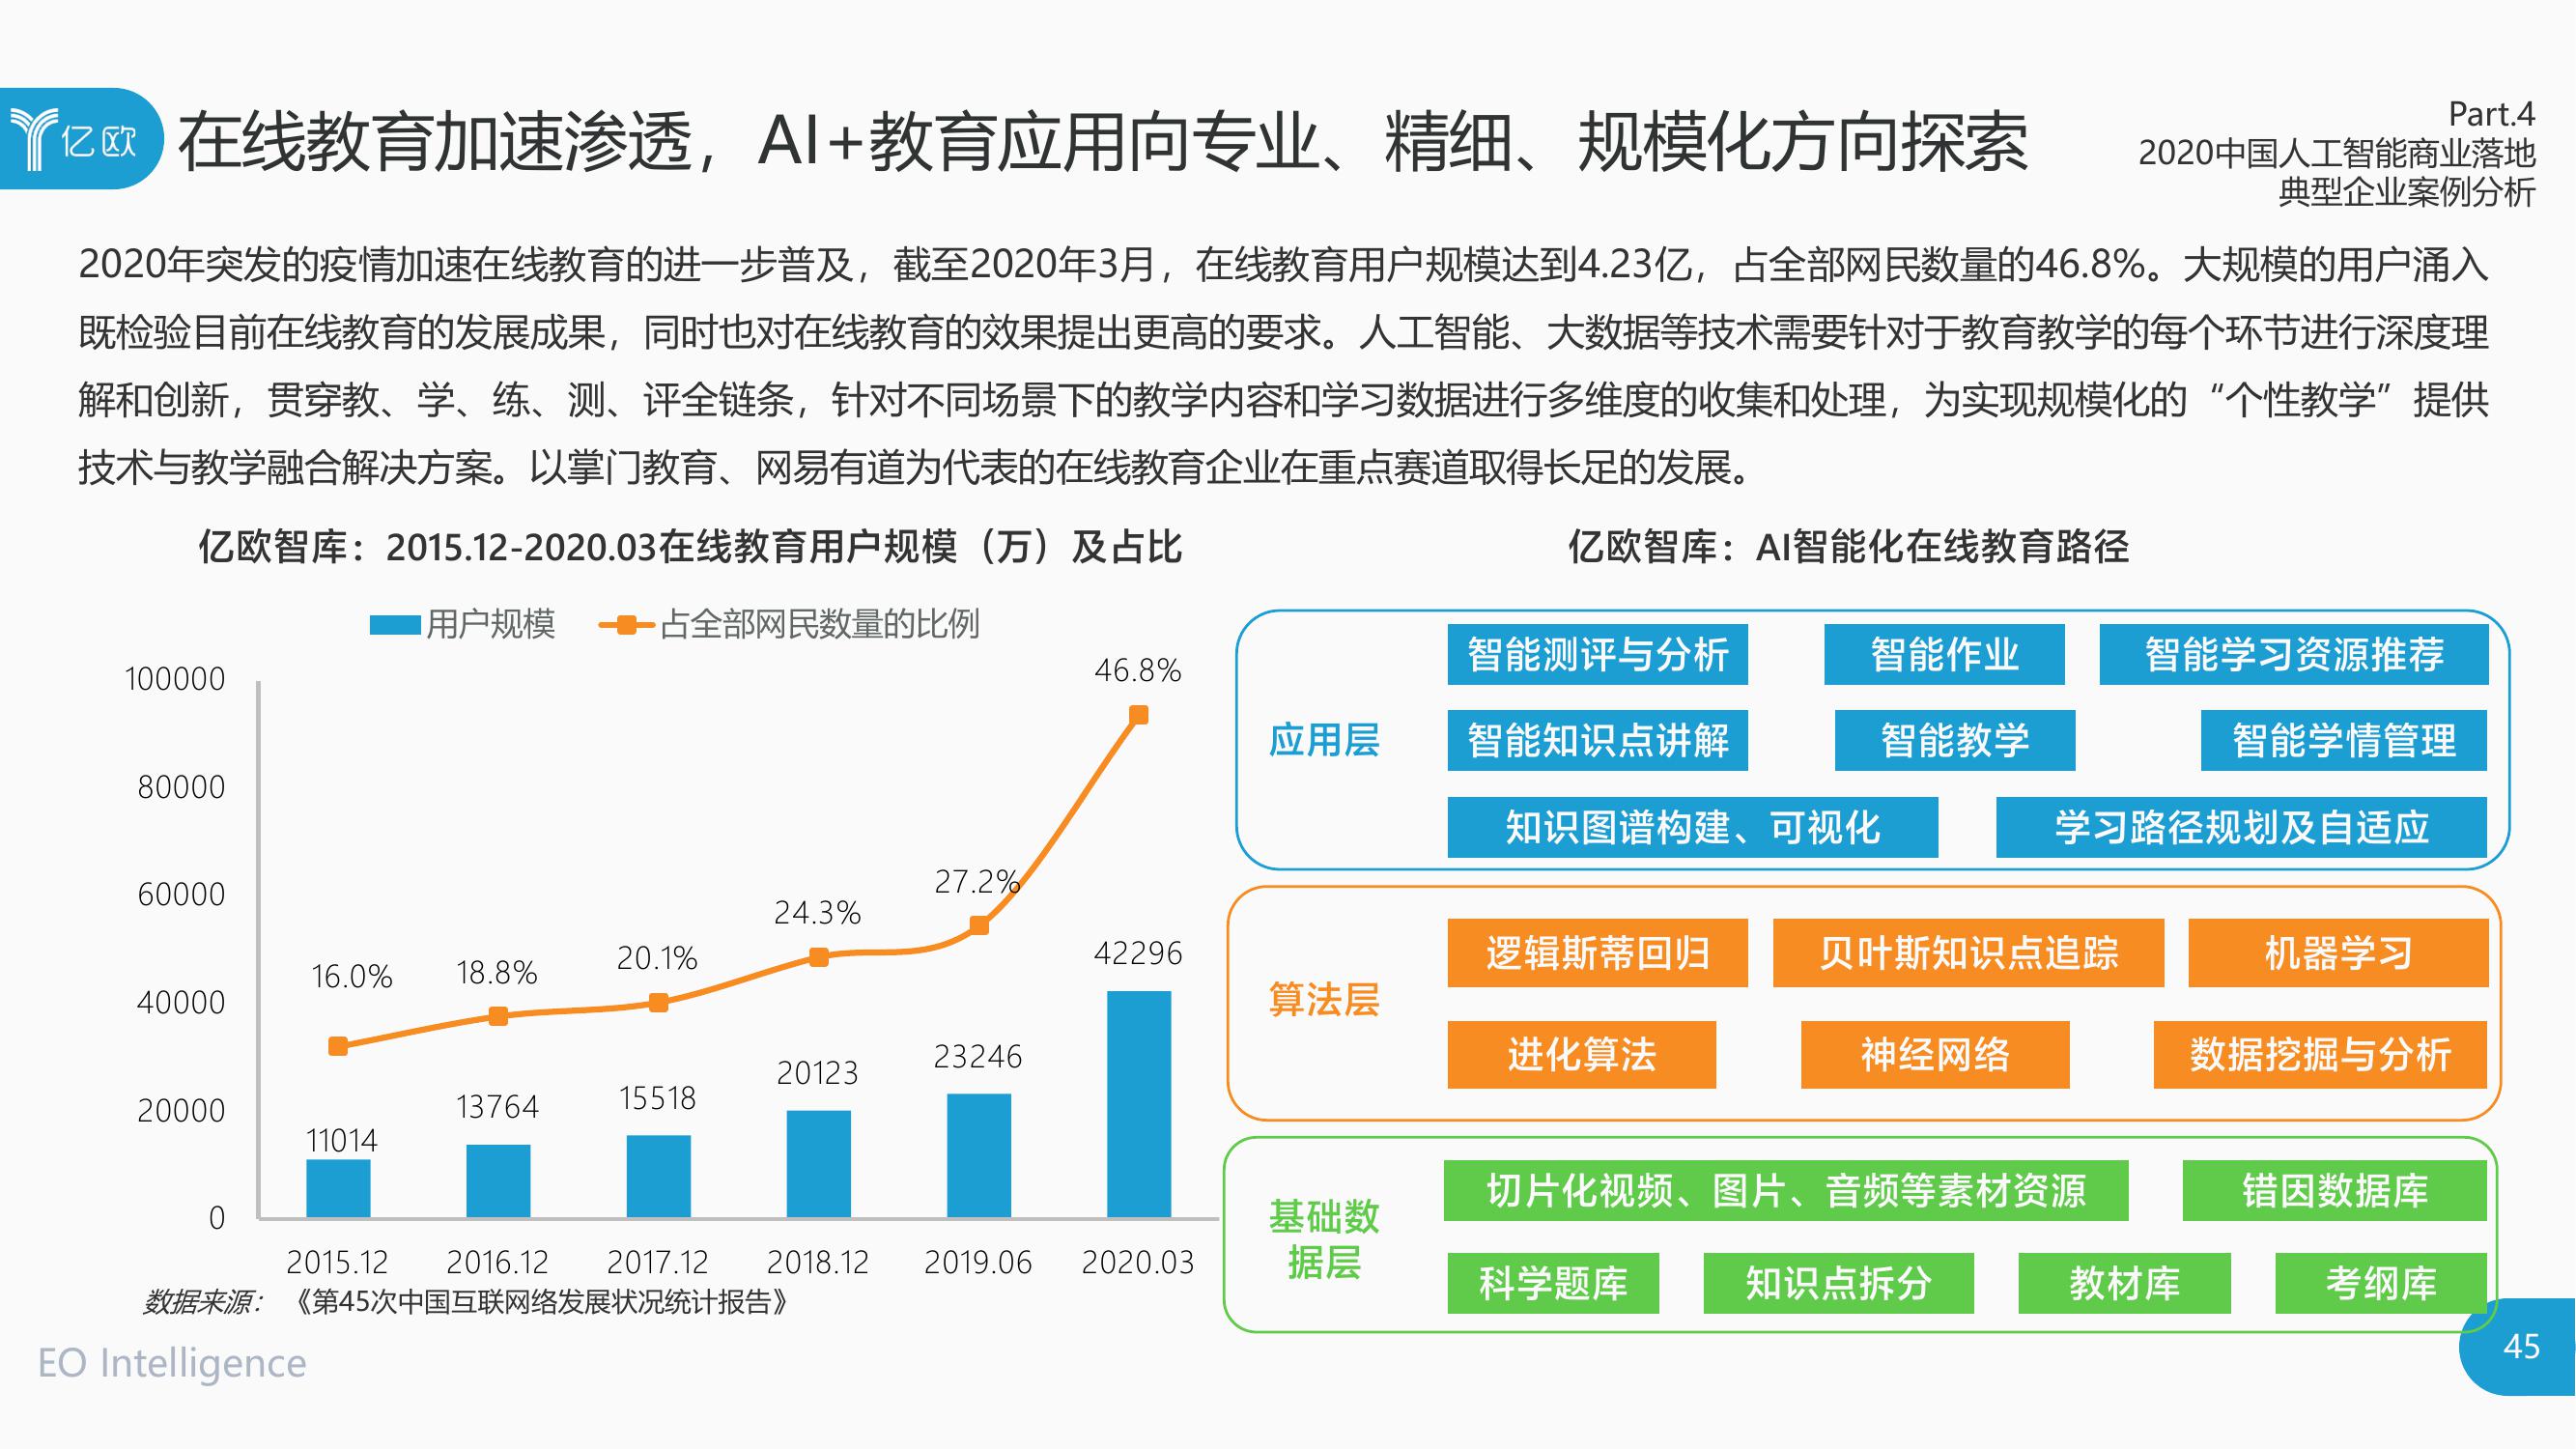 亿欧
在线教育加速渗透，AI+教育应用向专业、精细、规模化方向探索
Part.4
2020中国人工智能商业落地
典型企业案例分析
2020年突发的疫情加速在线教育的进一步普及，截至2020年3月，在线教育用户规模达到4.23亿，占全部网民数量的46.8%。大规模的用户涌入
既检验目前在线教育的发展成果，同时也对在线教育的效果提出更高的要求。人工智能、大数据等技术需要针对于教育教学的每个环节进行深度理
解和创新，贯穿教、学、练、测、评全链条，针对不同场景下的教学内容和学习数据进行多维度的收集和处理，为实现规模化的“个性教学”提供
技术与教学融合解决方案。以掌门教育、网易有道为代表的在线教育企业在重点赛道取得长足的发展。
亿欧智库：2015.12-2020.03在线教育用户规模（万）及占比
用户规模 占全部网民数量的比例
100000
80000
60000
40000
20000
0
16.0% 18.8% 20.1% 24.3% 27.2% 46.8%
11014 13764 15518 20123 23246 42296
2015.12 2016.12 2017.12 2018.12 2019.06 2020.03
数据来源：《第45次中国互联网络发展状况统计报告》
亿欧智库：AI智能化在线教育路径
应用层
智能测评与分析 智能作业 智能学习资源推荐
智能知识点讲解 智能教学 智能学情管理
知识图谱构建、可视化 学习路径规划及自适应
算法层
逻辑斯蒂回归 贝叶斯知识点追踪 机器学习
进化算法 神经网络 数据挖掘与分析
基础数
据层
切片化视频、图片、音频等素材资源 错因数据库
科学题库 知识点拆分 教材库 考纲库
EO Intelligence
45